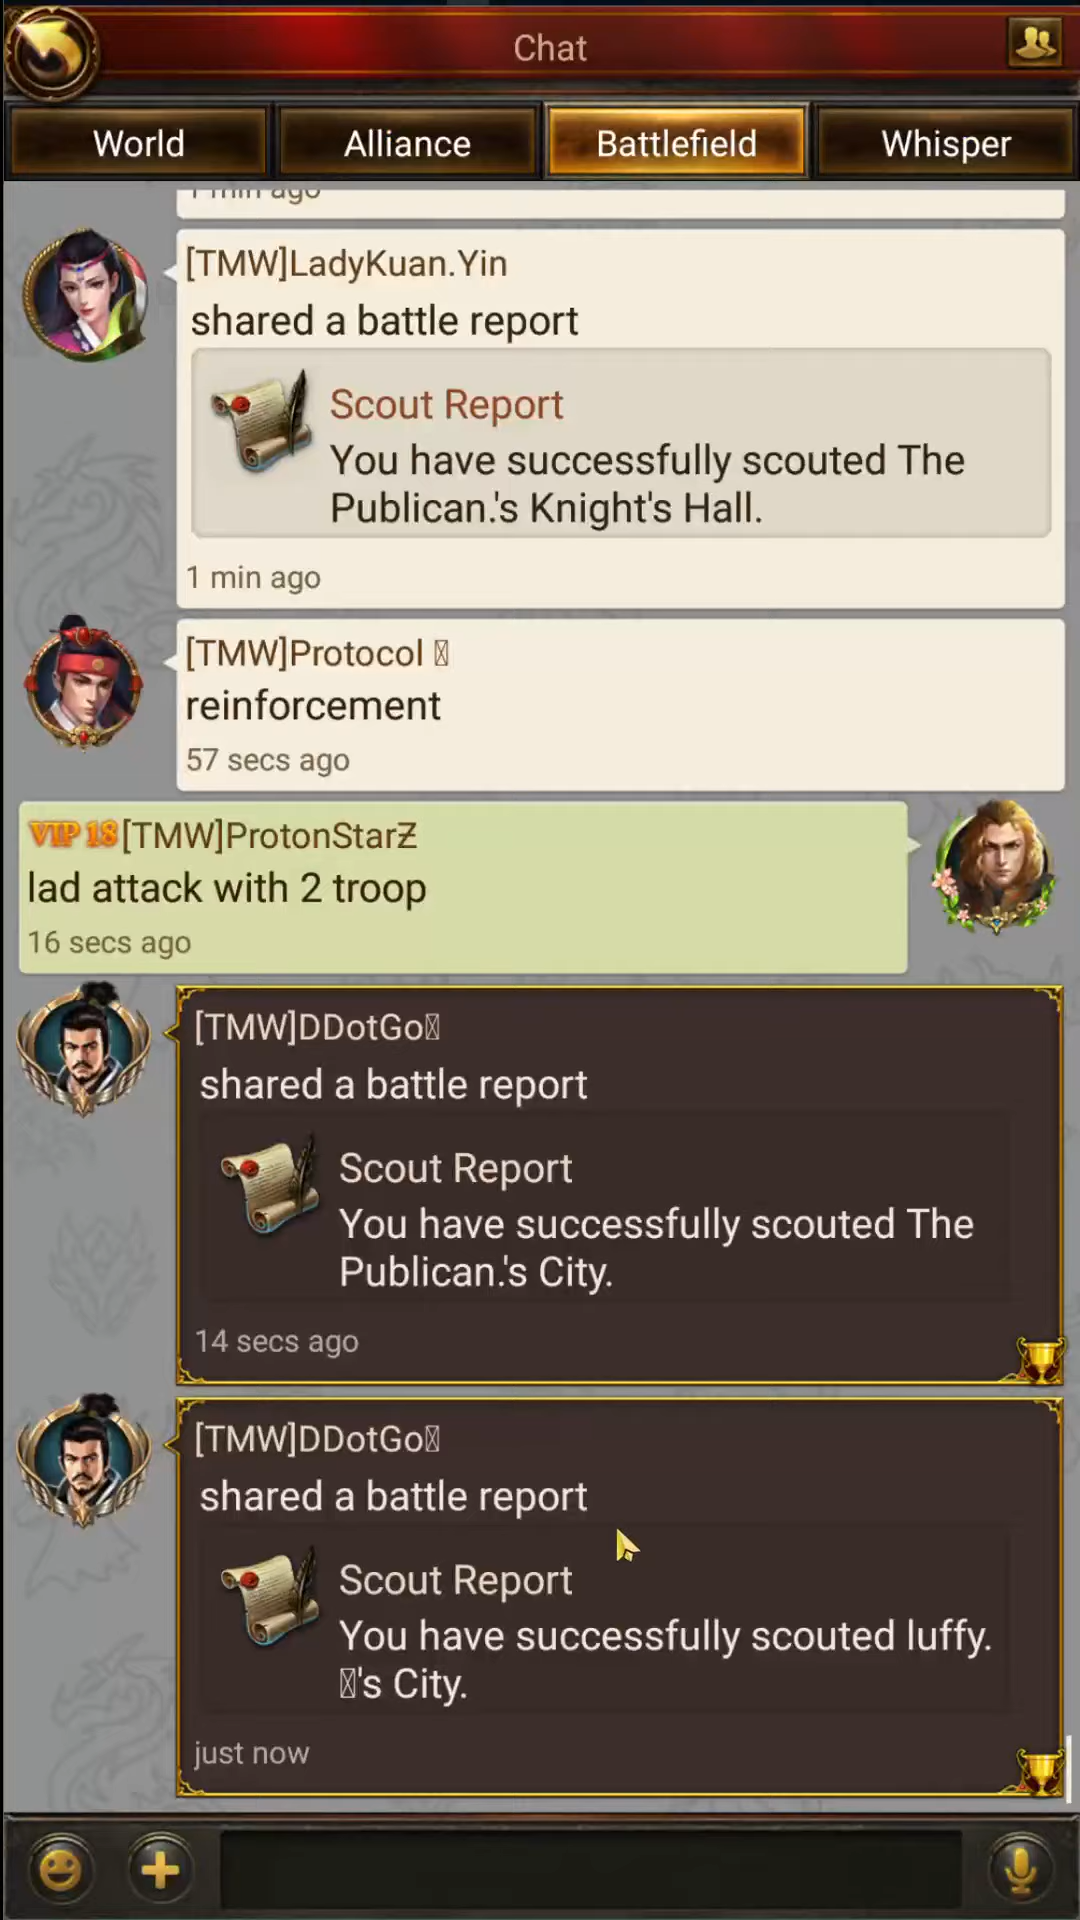 Chat
World
Alliance
Battlefield
Whisper
1 min ago
[TMW]LadyKuan.Yin
shared a battle report
Scout Report
You have successfully scouted The
Publican.'s Knight's Hall.
1 min ago
[TMW]Protocol
reinforcement
57 secs ago
VIP 18 [TMW]ProtonStarƵ
lad attack with 2 troop
16 secs ago
[TMW]DDotGo
shared a battle report
Scout Report
You have successfully scouted The
Publican.'s City.
14 secs ago
[TMW]DDotGo
shared a battle report
Scout Report
You have successfully scouted luffy.
's City.
just now